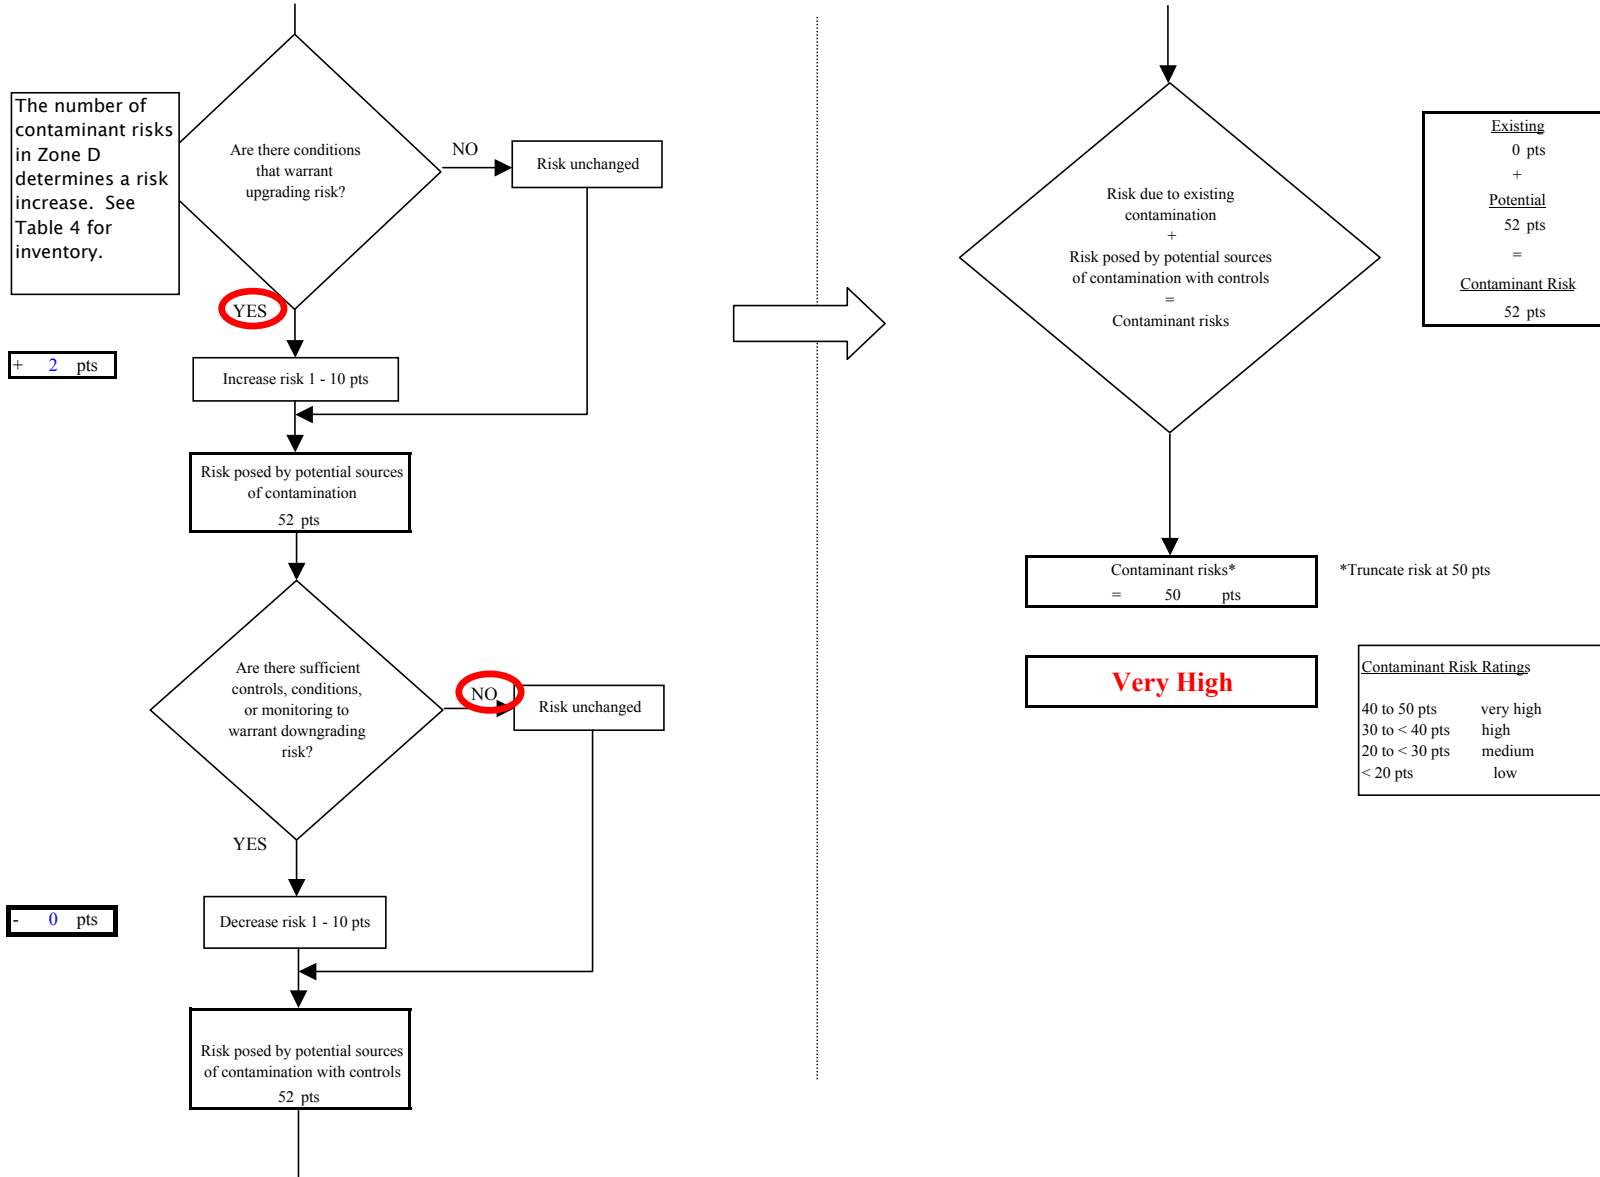 The number of
contaminant risks
in Zone D
determines a risk
increase.  See
Table 4 for
inventory.
Are there conditions
that warrant
upgrading risk?
NO
Risk unchanged
YES
+ 2 pts
Increase risk 1 - 10 pts
Risk posed by potential sources
of contamination
52 pts
Are there sufficient
controls, conditions,
or monitoring to
warrant downgrading
risk?
NO
Risk unchanged
YES
- 0 pts
Decrease risk 1 - 10 pts
Risk posed by potential sources
of contamination with controls
52 pts
Risk due to existing
contamination
+
Risk posed by potential sources
of contamination with controls
=
Contaminant risks
Existing
0 pts
+
Potential
52 pts
=
Contaminant Risk
52 pts
Contaminant risks*
= 50 pts
*Truncate risk at 50 pts
Very High
Contaminant Risk Ratings
40 to 50 pts very high
30 to < 40 pts high
20 to < 30 pts medium
< 20 pts low